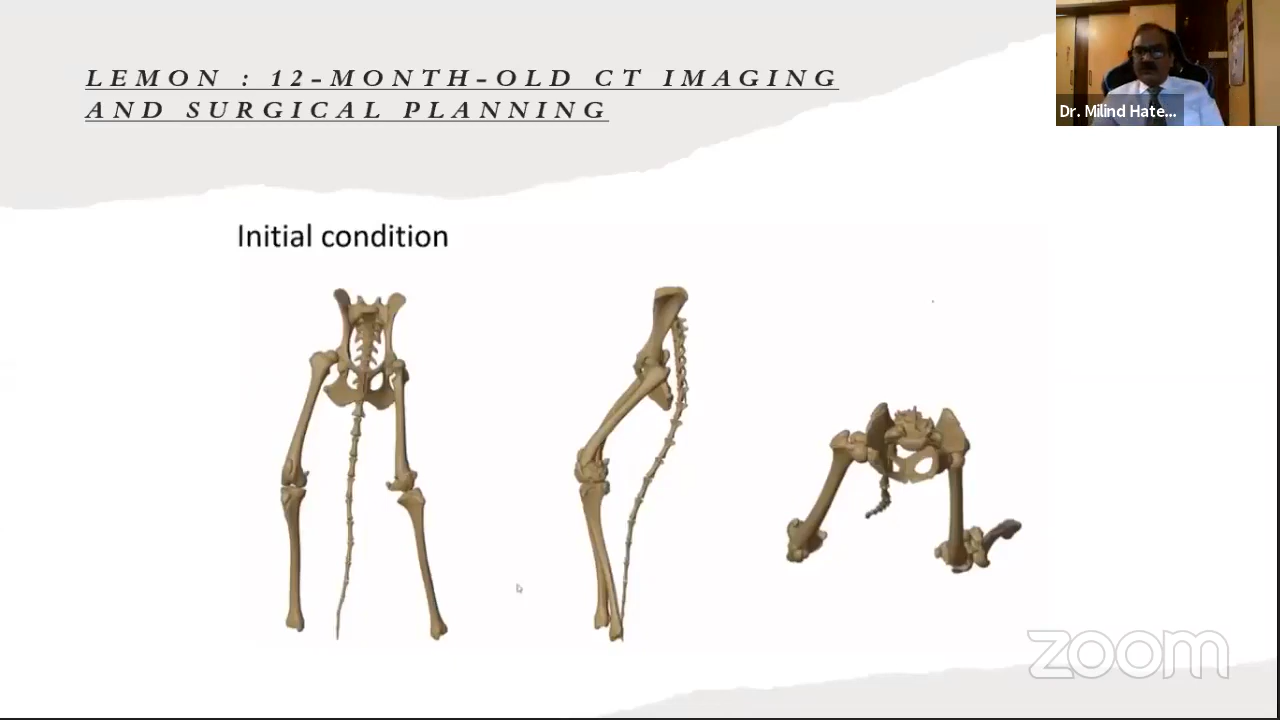 LEMON : 12-MONTH-OLD CT IMAGING
AND SURGICAL PLANNING
Dr. Milind Hate...
Initial condition
zoom